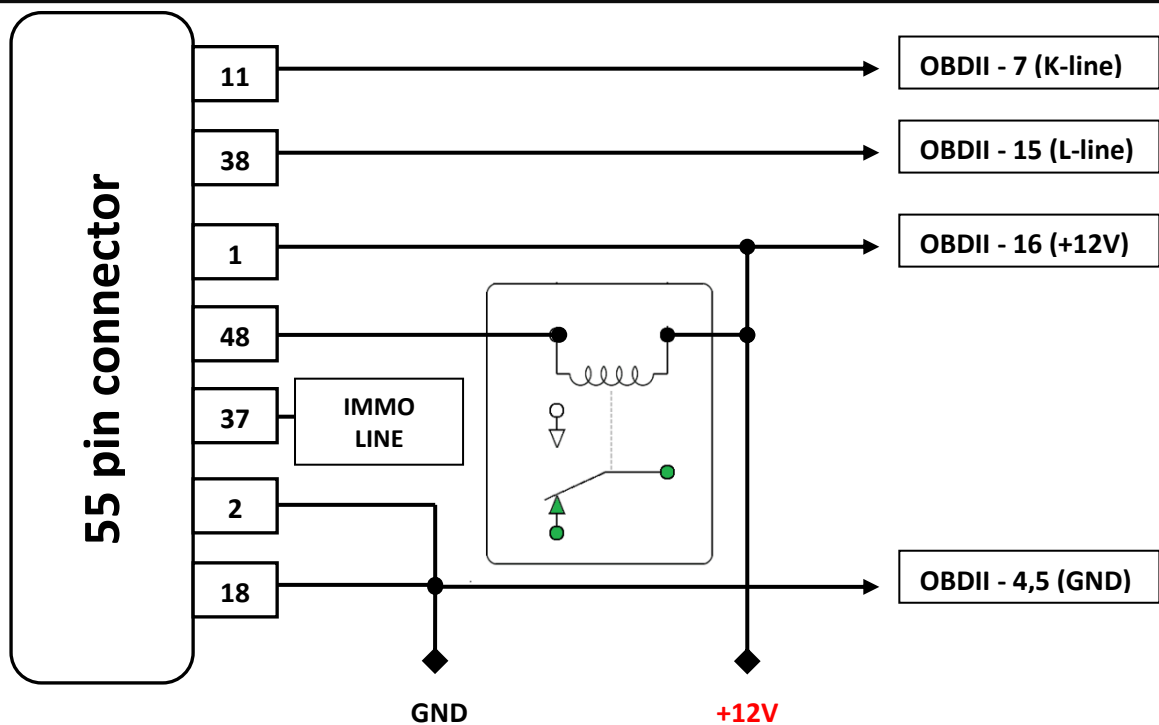 55 pin connector
11
OBDII - 7 (K-line)
38
OBDII - 15 (L-line)
1
OBDII - 16 (+12V)
48
37
IMMO
LINE
2
18
OBDII - 4,5 (GND)
GND
+12V